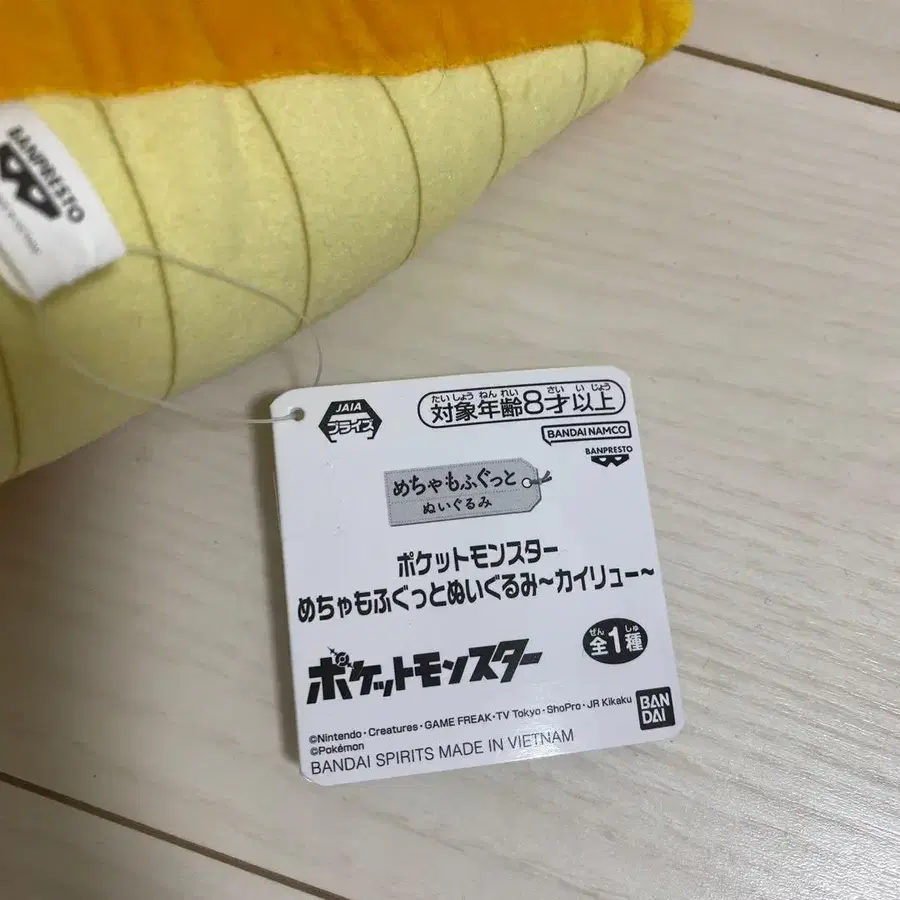 BANPRESTO
JAIA
プライズ
たいしょうねんれい さい いじょう
対象年齢8才以上
BANDAI NAMCO
BANPRESTO
めちゃもふぐっと
ぬいぐるみ
ポケットモンスター
めちゃもふぐっとぬいぐるみ~カイリュー~
ぜん しゅ
全1種
ポケットモンスター
©Nintendo・Creatures・GAME FREAK・TV Tokyo・ShoPro・JR Kikaku
©Pokémon
BANDAI SPIRITS MADE IN VIETNAM
BAN
DAI